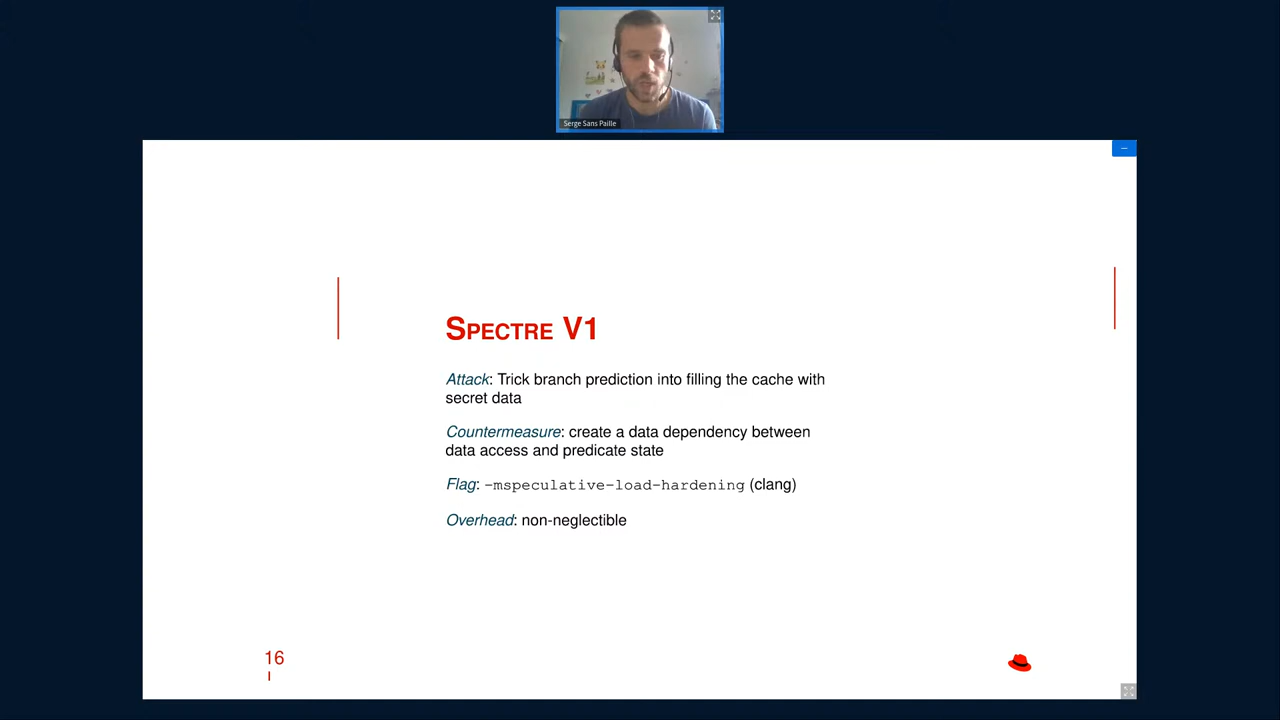 Serge Sans Paille
SPECTRE V1
Attack: Trick branch prediction into filling the cache with
secret data
Countermeasure: create a data dependency between
data access and predicate state
Flag: -mspeculative-load-hardening (clang)
Overhead: non-neglectible
16